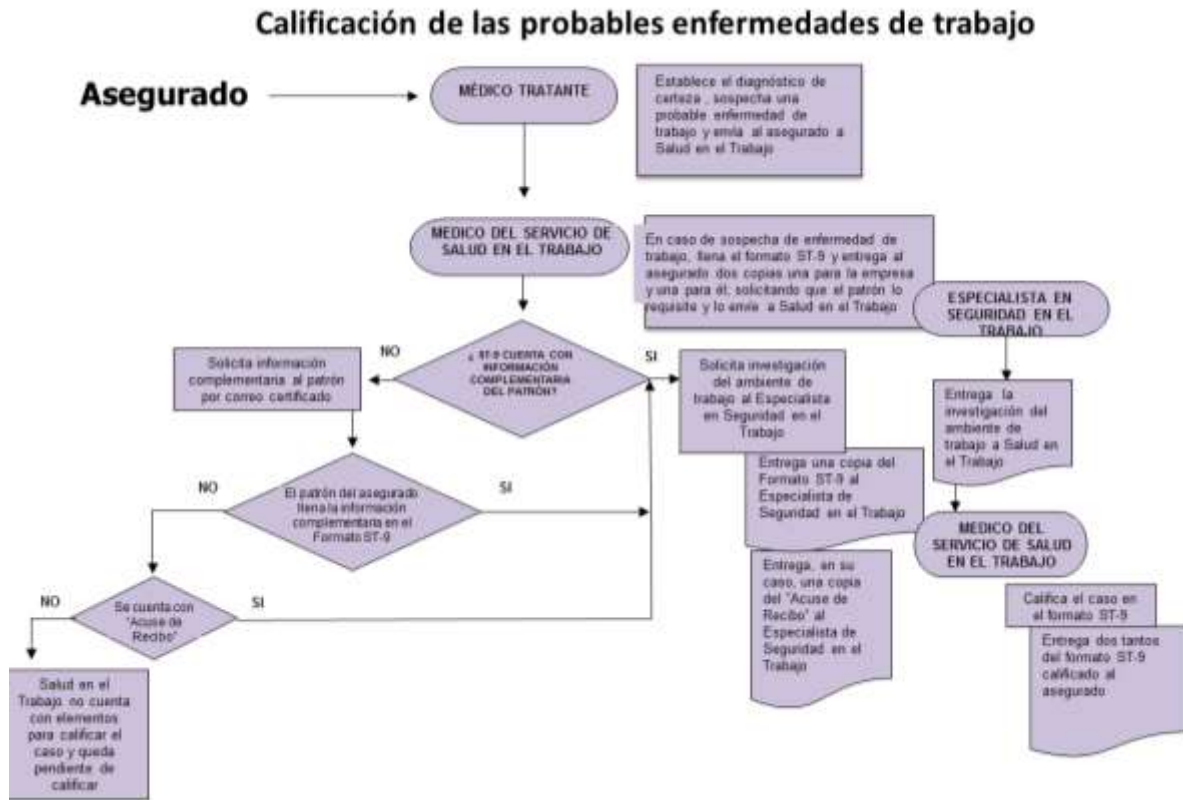 Calificación de las probables enfermedades de trabajo
Asegurado
MÉDICO TRATANTE
Establece el diagnóstico de
certeza , sospecha una
probable enfermedad de
trabajo y envía al asegurado a
Salud en el Trabajo
MEDICO DEL SERVICIO DE
SALUD EN EL TRABAJO
En caso de sospecha de enfermedad de
trabajo, llena el formato ST-9 y entrega al
asegurado dos copias una para la empresa
y una para él; solicitando que el patrón lo
requisite y lo envíe a Salud en el Trabajo
ESPECIALISTA EN
SEGURIDAD EN EL
TRABAJO
NO
¿ ST-9 CUENTA CON
INFORMACIÓN
COMPLEMENTARIA
DEL PATRÓN?
SI
Solicita información
complementaria al patrón
por correo certificado
Solicita investigación
del ambiente de
trabajo al Especialista
en Seguridad en el
Trabajo
Entrega la
investigación del
ambiente de
trabajo a Salud en
el Trabajo
Entrega una copia del
Formato ST-9 al
Especialista de
Seguridad en el Trabajo
NO
El patrón del asegurado
llena la información
complementaria en el
Formato ST-9
SI
MEDICO DEL
SERVICIO DE SALUD
EN EL TRABAJO
Entrega, en su
caso, una copia
del "Acuse de
Recibo" al
Especialista de
Seguridad en el
Trabajo
NO
Se cuenta con
"Acuse de
Recibo"
SI
Califica el caso en
el formato ST-9
Entrega dos tantos
del formato ST-9
calificado al
asegurado
Salud en el
Trabajo no cuenta
con elementos
para calificar el
caso y queda
pendiente de
calificar